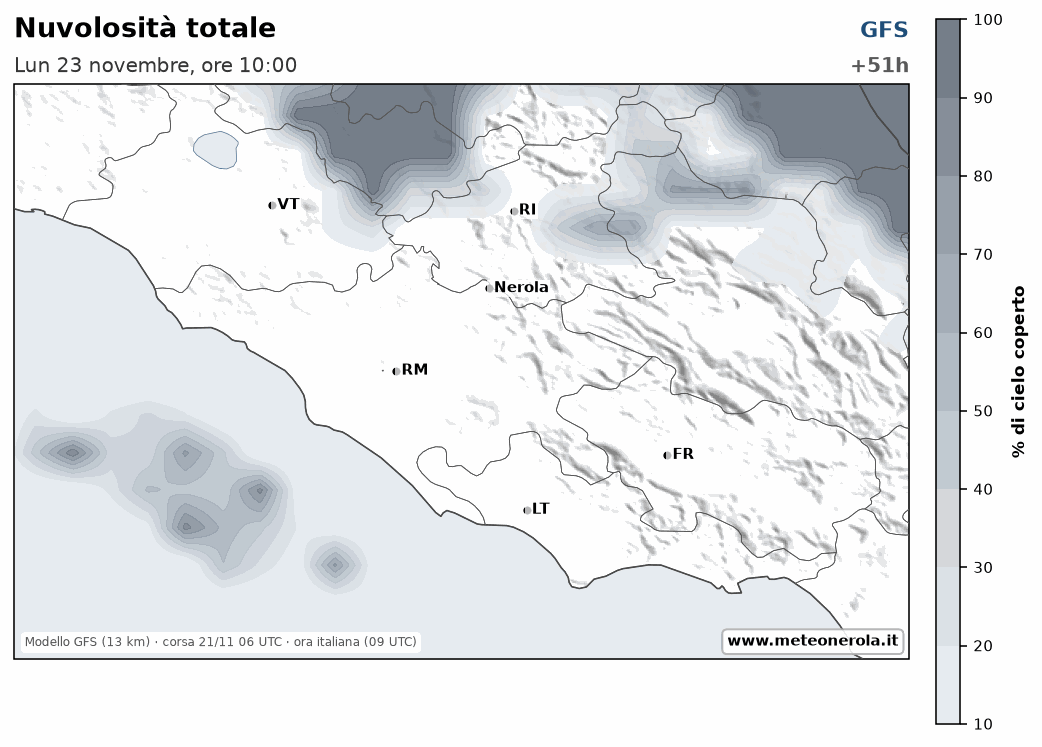 Nuvolosità totale
GFS
Lun 23 novembre, ore 10:00
+51h
100
90
80
70
60
50
40
30
20
10
% di cielo coperto
VT
RI
Nerola
RM
FR
LT
Modello GFS (13 km) · corsa 21/11 06 UTC · ora italiana (09 UTC)
www.meteonerola.it